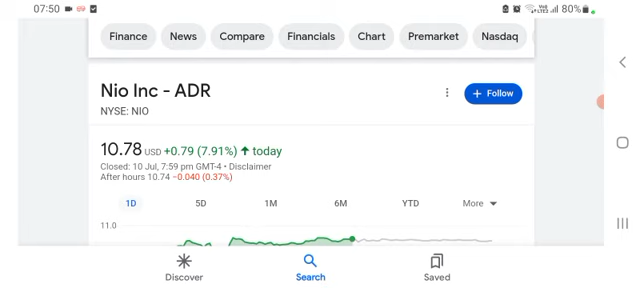 07:50 80%
Finance News Compare Financials Chart Premarket Nasdaq
Nio Inc - ADR
+ Follow
NYSE: NIO
10.78 USD +0.79 (7.91%) ↑ today
Closed: 10 Jul, 7:59 pm GMT-4 • Disclaimer
After hours 10.74 −0.040 (0.37%)
1D 5D 1M 6M YTD More
11.0
Discover Search Saved